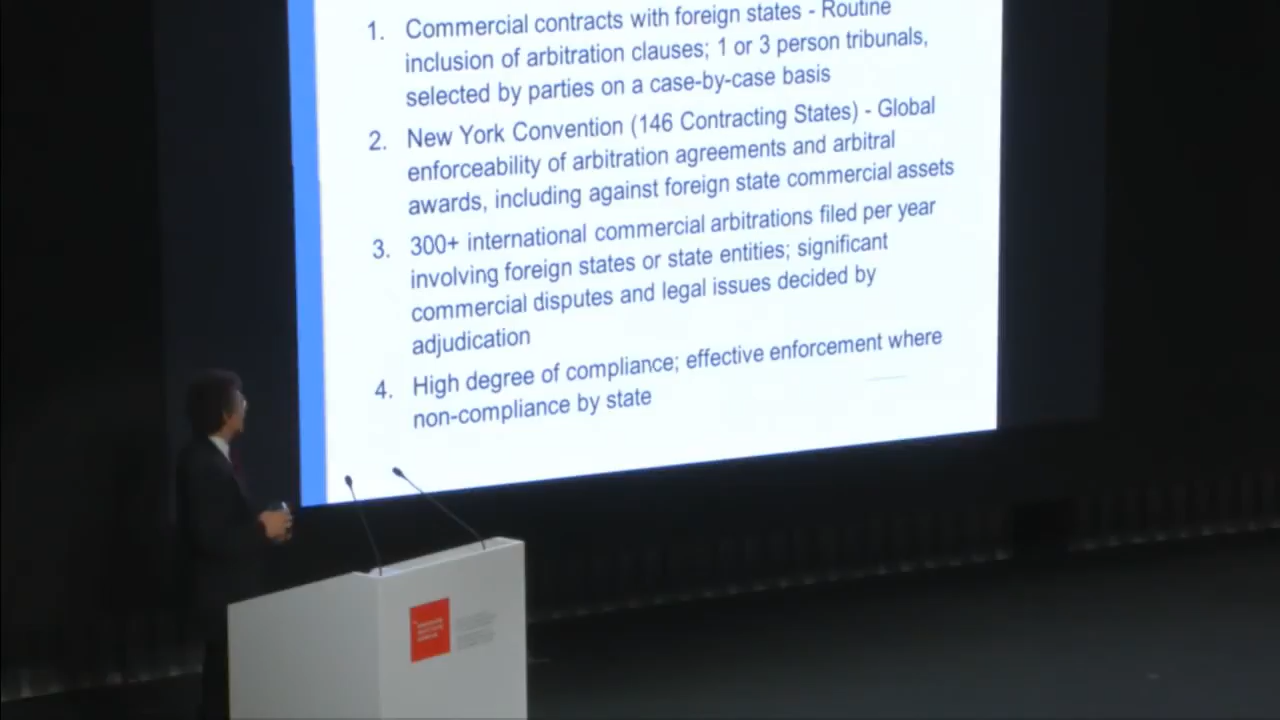 1. Commercial contracts with foreign states - Routine
inclusion of arbitration clauses; 1 or 3 person tribunals,
selected by parties on a case-by-case basis
2. New York Convention (146 Contracting States) - Global
enforceability of arbitration agreements and arbitral
awards, including against foreign state commercial assets
3. 300+ international commercial arbitrations filed per year
involving foreign states or state entities; significant
commercial disputes and legal issues decided by
adjudication
4. High degree of compliance; effective enforcement where
non-compliance by state